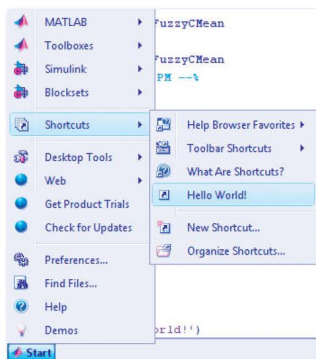 MATLAB
Toolboxes
Simulink
Blocksets
Shortcuts
Desktop Tools
Web
Get Product Trials
Check for Updates
Preferences...
Find Files...
Help
Demos
Start
FuzzyCMean
FuzzyCMean
PM --%
Help Browser Favorites
Toolbar Shortcuts
What Are Shortcuts?
Hello World!
New Shortcut...
Organize Shortcuts...
orld!')